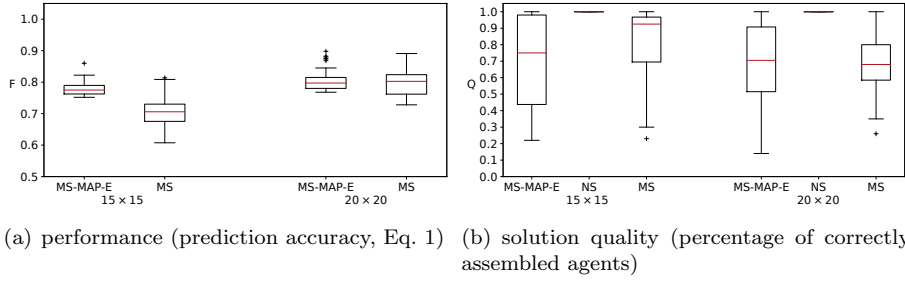 1.0
0.9
0.8
F
0.7
0.6
0.5
MS-MAP-E MS MS-MAP-E MS
15 × 15 20 × 20
1.0
0.9
0.8
0.7
0.6
Q
0.5
0.4
0.3
0.2
0.1
0.0
MS-MAP-E NS MS MS-MAP-E NS MS
15 × 15 20 × 20
(a) performance (prediction accuracy, Eq. 1)
(b) solution quality (percentage of correctly
assembled agents)